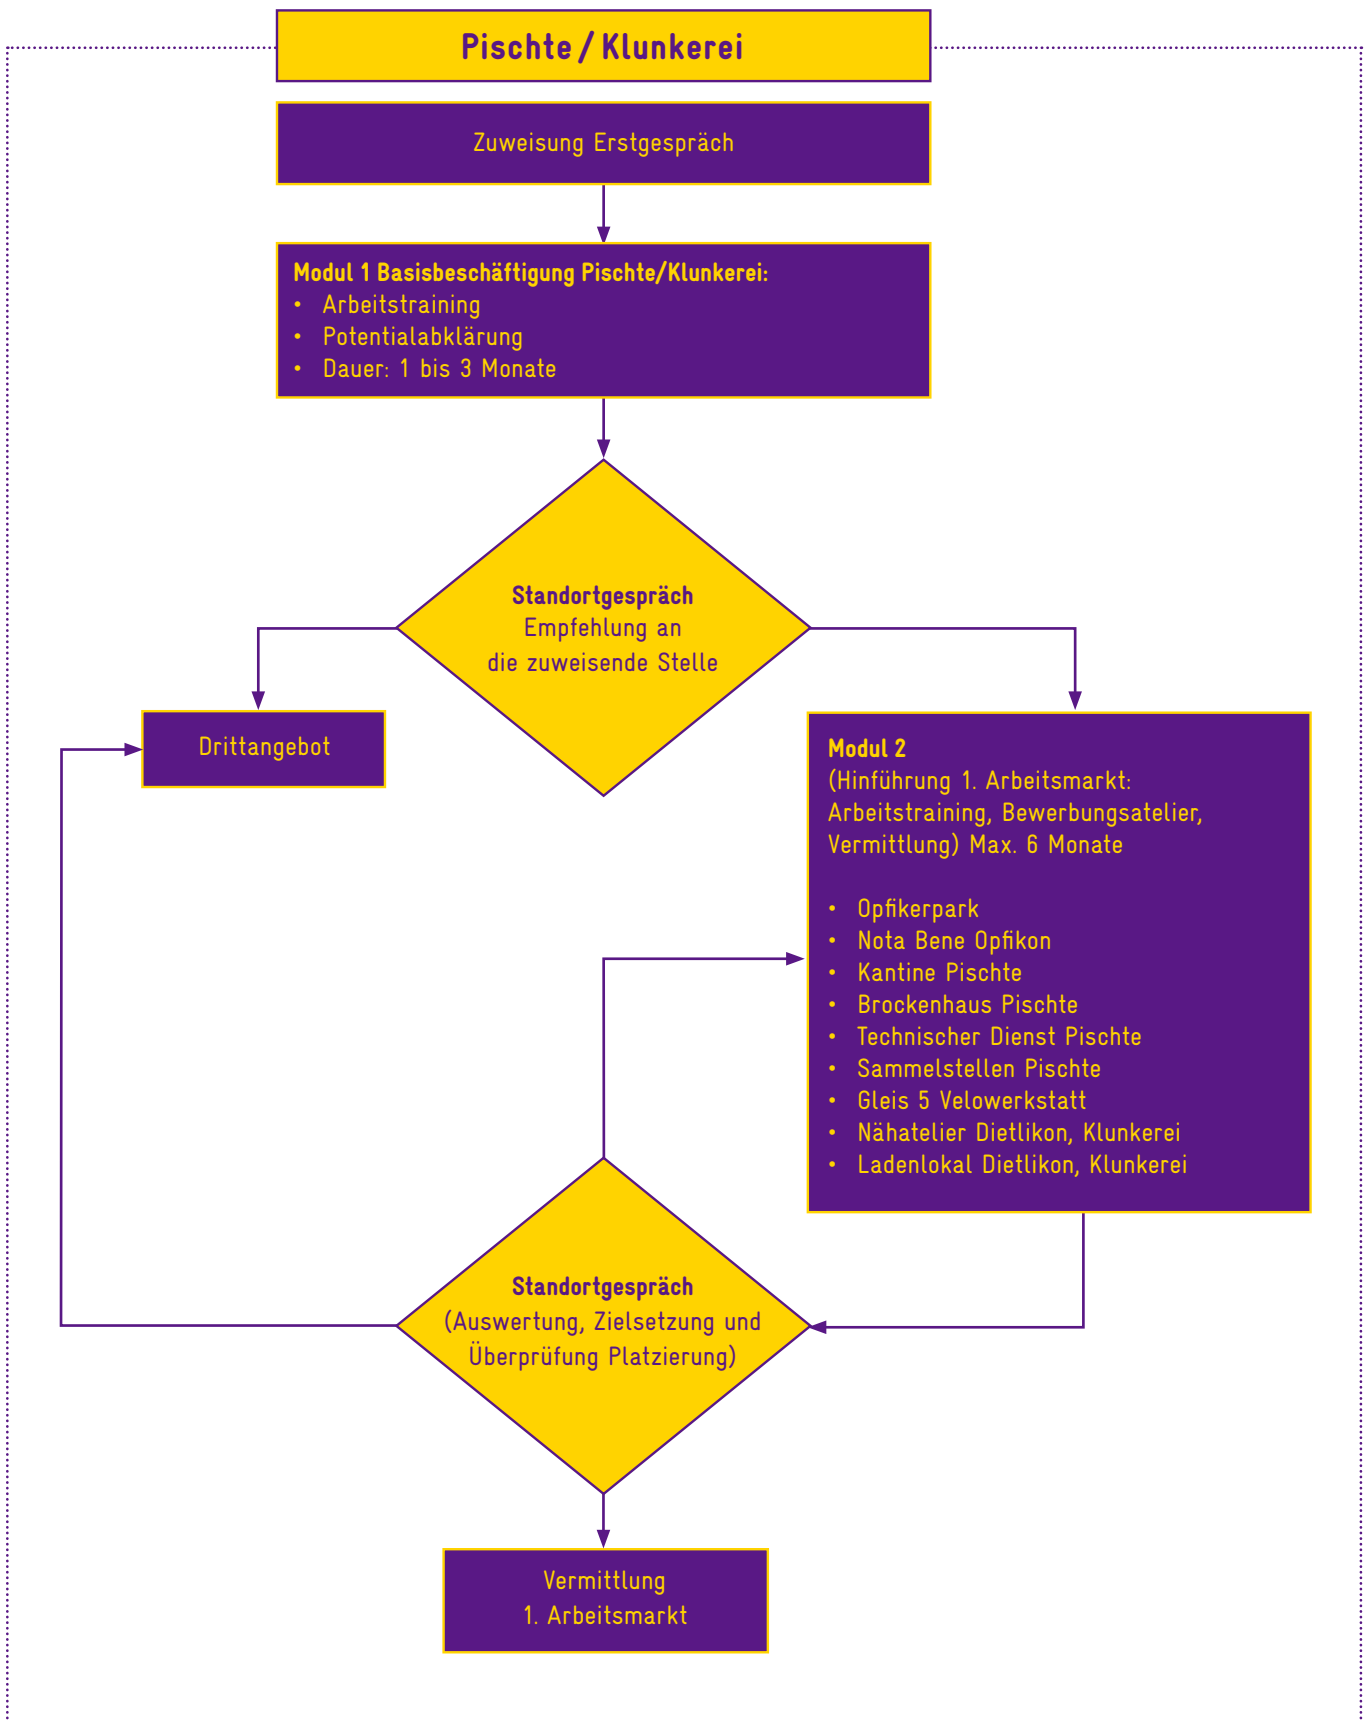 Pischte / Klunkerei
Zuweisung Erstgespräch
Modul 1 Basisbeschäftigung Pischte/Klunkerei:
• Arbeitstraining
• Potentialabklärung
• Dauer: 1 bis 3 Monate
Standortgespräch
Empfehlung an
die zuweisende Stelle
Drittangebot
Modul 2
(Hinführung 1. Arbeitsmarkt:
Arbeitstraining, Bewerbungsatelier,
Vermittlung) Max. 6 Monate
• Opfikerpark
• Nota Bene Opfikon
• Kantine Pischte
• Brockenhaus Pischte
• Technischer Dienst Pischte
• Sammelstellen Pischte
• Gleis 5 Velowerkstatt
• Nähatelier Dietlikon, Klunkerei
• Ladenlokal Dietlikon, Klunkerei
Standortgespräch
(Auswertung, Zielsetzung und
Überprüfung Platzierung)
Vermittlung
1. Arbeitsmarkt